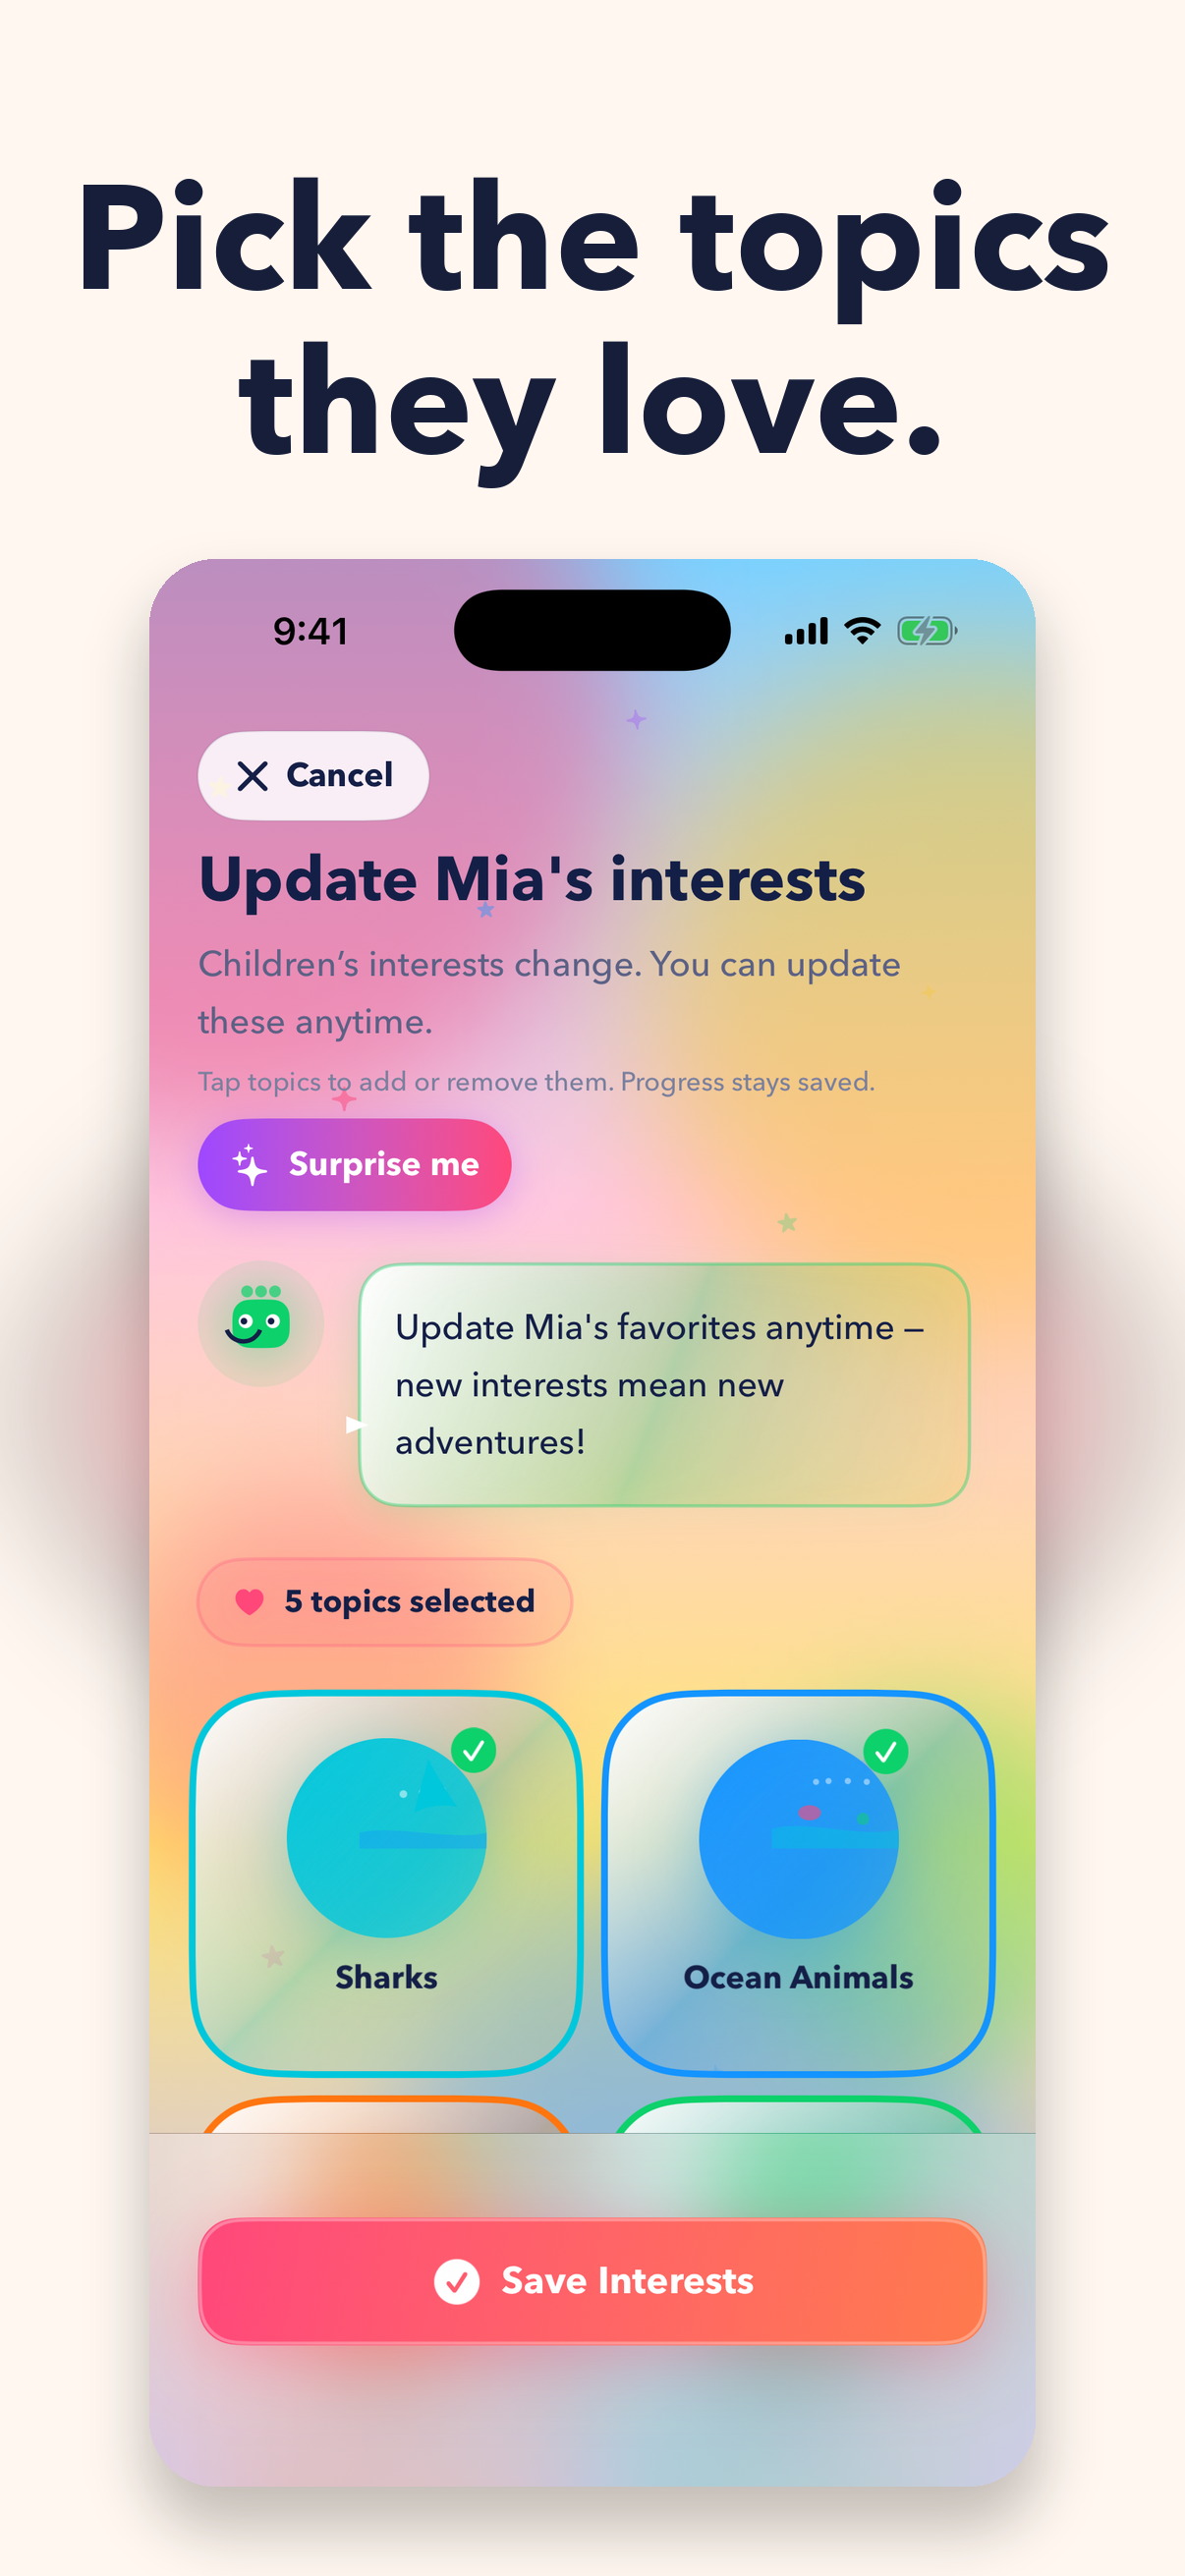 Pick the topics
they love.
9:41
Cancel
Update Mia's interests
Children’s interests change. You can update
these anytime.
Tap topics to add or remove them. Progress stays saved.
Surprise me
Update Mia's favorites anytime –
new interests mean new
adventures!
5 topics selected
Sharks
Ocean Animals
Save Interests